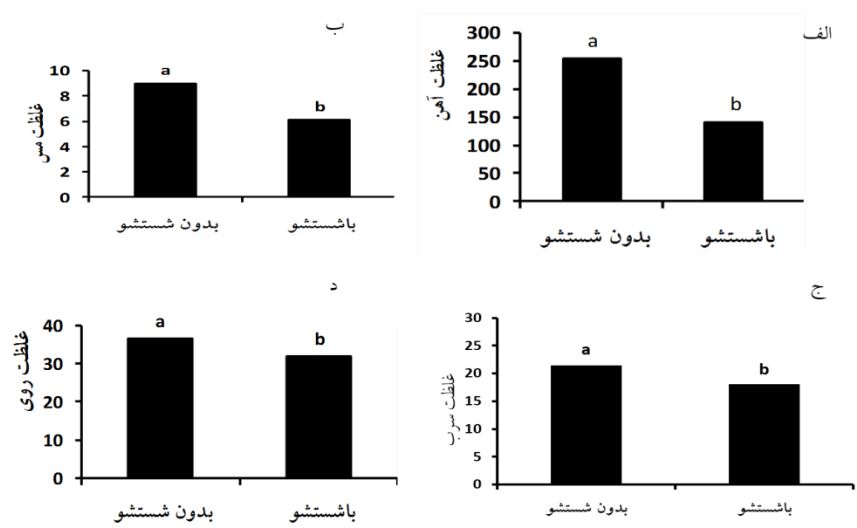 الف
غلظت آهن
300
250
200
150
100
50
0
a
b
بدون شستشو
باشستشو
ب
غلظت مس
10
8
6
4
2
0
a
b
بدون شستشو
باشستشو
ج
غلظت سرب
30
25
20
15
10
5
0
a
b
بدون شستشو
باشستشو
د
غلظت روی
40
30
20
10
0
a
b
بدون شستشو
باشستشو